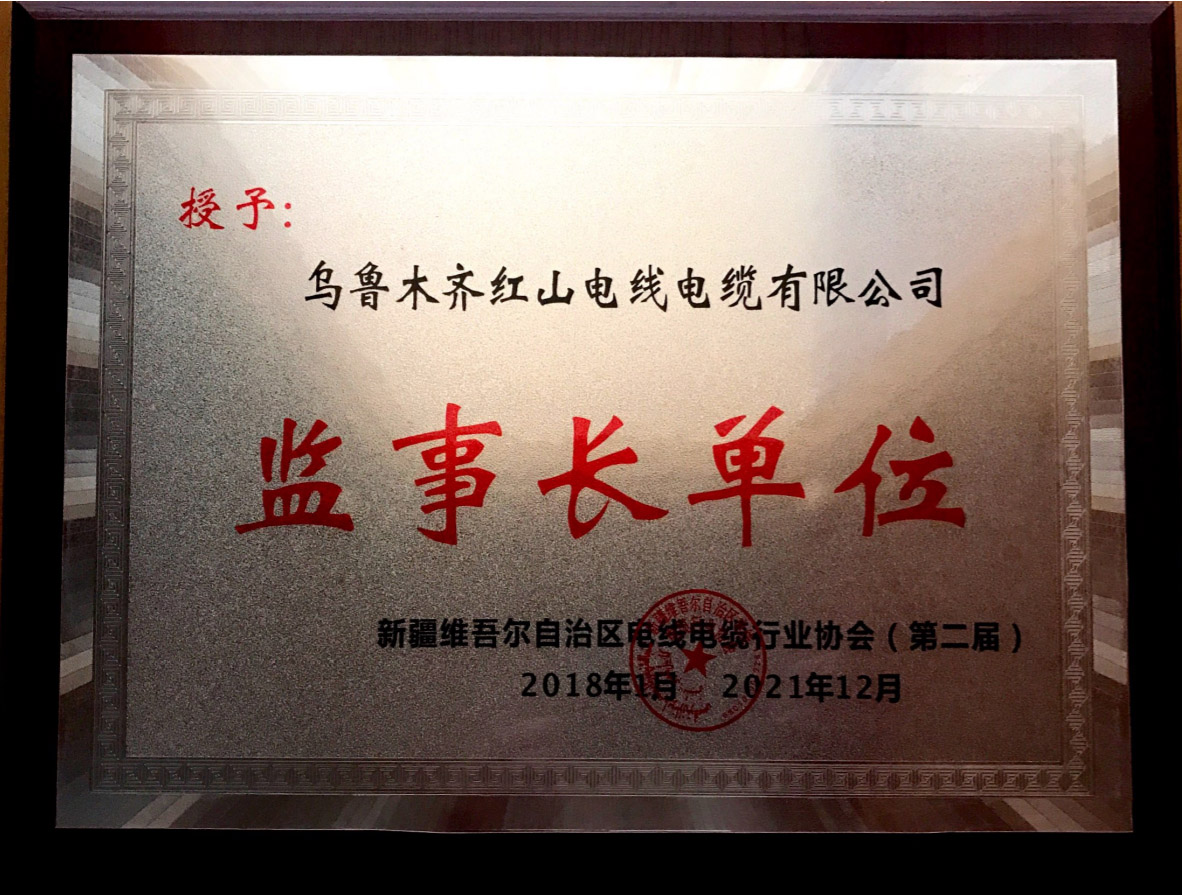 授予：
乌鲁木齐红山电线电缆有限公司
监事长单位
新疆维吾尔自治区电线电缆行业协会（第二届）
2018年1月 2021年12月